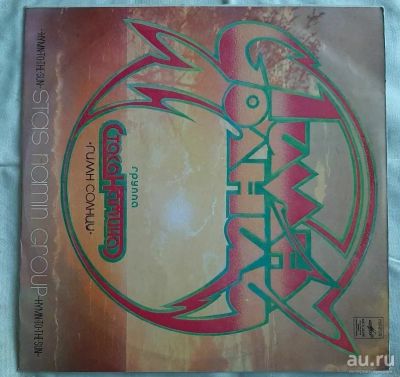 -HYMN-TO-THE-SUN-
STAS NAMIN GROUP
-HYMN-TO-THE-SUN-
ГИМН
СОЛНЦУ
группа
Стаса Намина
•ГИМН СОЛНЦУ•
au.ru